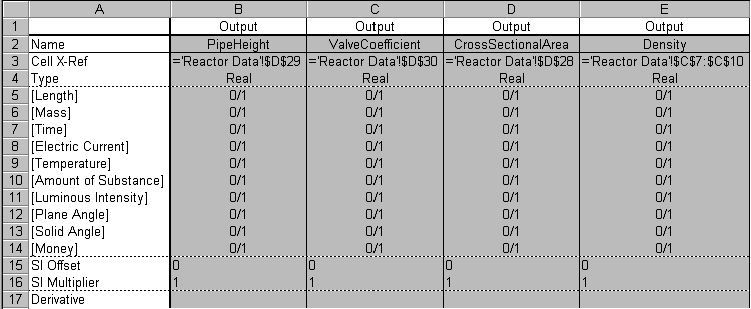 A B C D E
1 Output Output Output Output
2 Name PipeHeight ValveCoefficient CrossSectionalArea Density
3 Cell X-Ref ='Reactor Data'!$D$29 ='Reactor Data'!$D$30 ='Reactor Data'!$D$28 ='Reactor Data'!$C$7:$C$10
4 Type Real Real Real Real
5 [Length] 0/1 0/1 0/1 0/1
6 [Mass] 0/1 0/1 0/1 0/1
7 [Time] 0/1 0/1 0/1 0/1
8 [Electric Current] 0/1 0/1 0/1 0/1
9 [Temperature] 0/1 0/1 0/1 0/1
10 [Amount of Substance] 0/1 0/1 0/1 0/1
11 [Luminous Intensity] 0/1 0/1 0/1 0/1
12 [Plane Angle] 0/1 0/1 0/1 0/1
13 [Solid Angle] 0/1 0/1 0/1 0/1
14 [Money] 0/1 0/1 0/1 0/1
15 SI Offset 0 0 0 0
16 SI Multiplier 1 1 1 1
17 Derivative